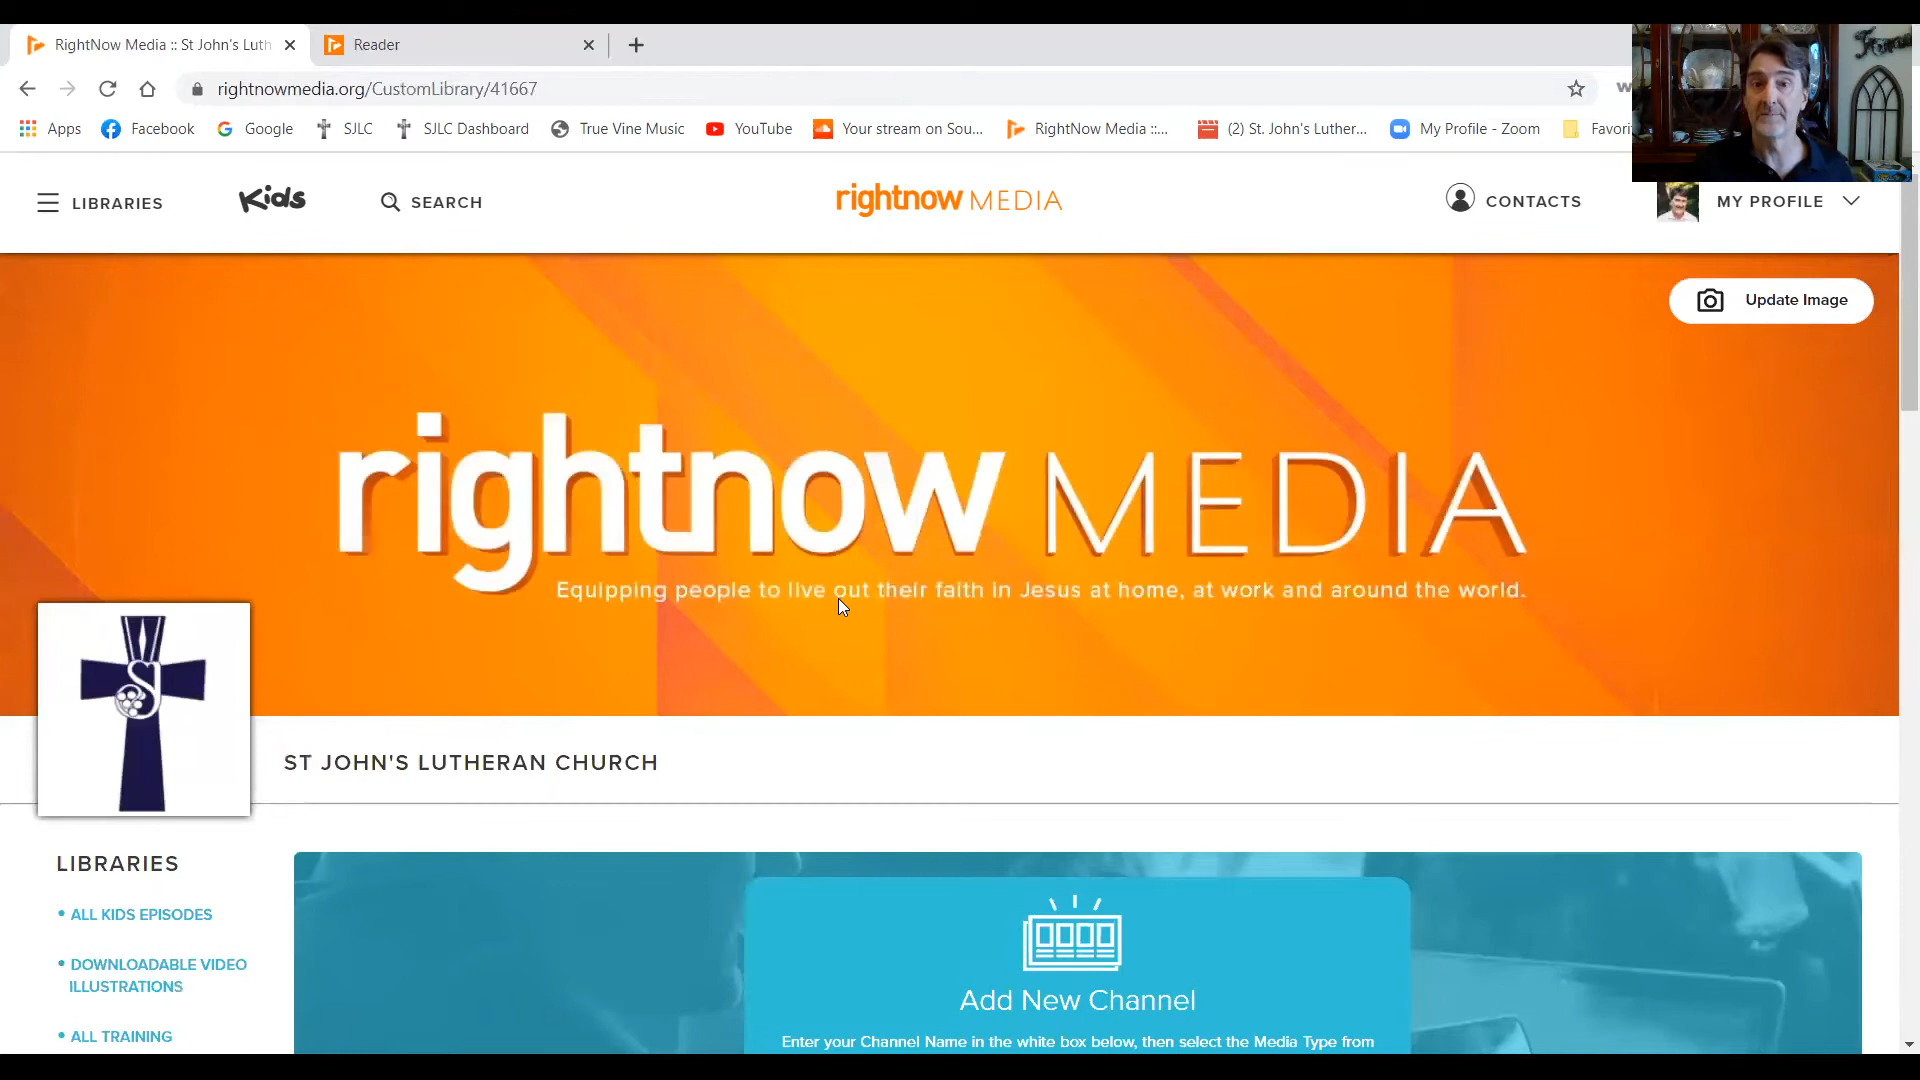 RightNow Media :: St John's Luth
Reader
rightnowmedia.org/CustomLibrary/41667
Apps
Facebook
Google
SJLC
SJLC Dashboard
True Vine Music
YouTube
Your stream on Sou...
RightNow Media ::...
(2) St. John's Luther...
My Profile - Zoom
Favori
LIBRARIES
Kids
SEARCH
rightnow MEDIA
CONTACTS
MY PROFILE
Update Image
rightnow MEDIA
Equipping people to live out their faith in Jesus at home, at work and around the world.
SJ
ST JOHN'S LUTHERAN CHURCH
LIBRARIES
• ALL KIDS EPISODES
• DOWNLOADABLE VIDEO
ILLUSTRATIONS
• ALL TRAINING
Add New Channel
Enter your Channel Name in the white box below, then select the Media Type from